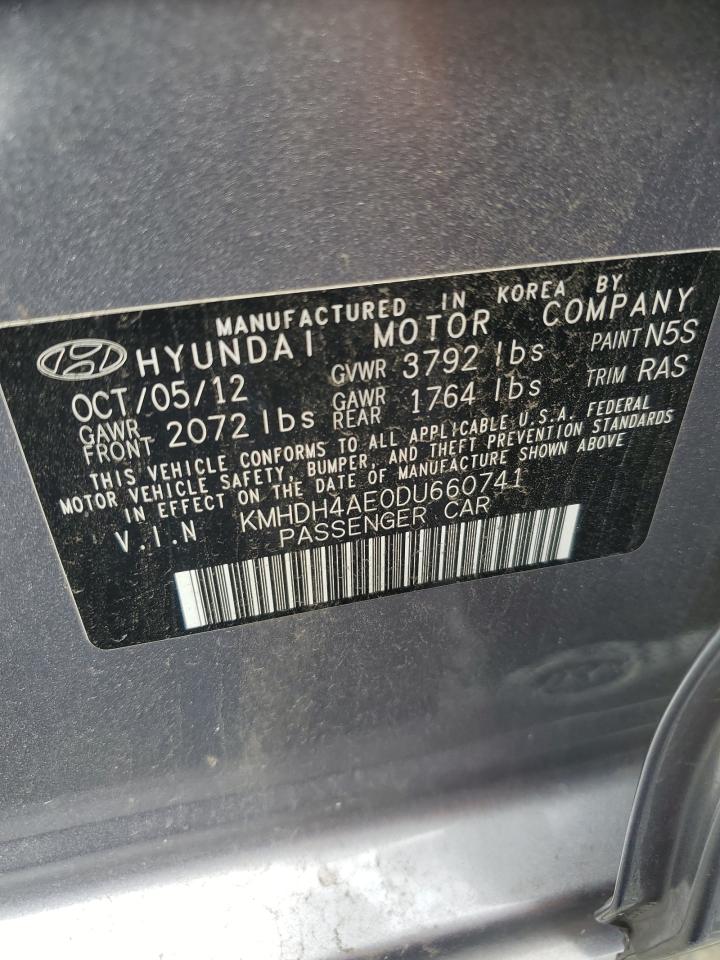 MANUFACTURED IN KOREA BY
HYUNDAI MOTOR COMPANY
OCT/05/12 GVWR 3792 lbs PAINT N5S
GAWR FRONT 2072 lbs GAWR REAR 1764 lbs TRIM RAS
THIS VEHICLE CONFORMS TO ALL APPLICABLE U.S.A. FEDERAL
MOTOR VEHICLE SAFETY, BUMPER, AND THEFT PREVENTION STANDARDS
IN EFFECT ON THE DATE OF MANUFACTURE SHOWN ABOVE
V.I.N KMHDH4AE0DU660741
PASSENGER CAR